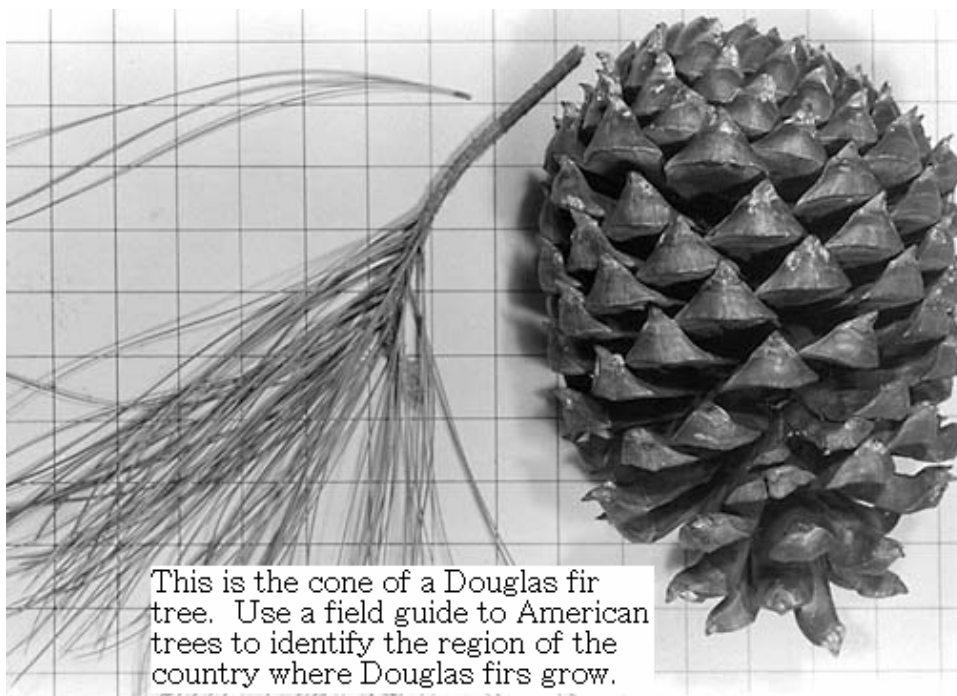 This is the cone of a Douglas fir
tree. Use a field guide to American
trees to identify the region of the
country where Douglas firs grow.